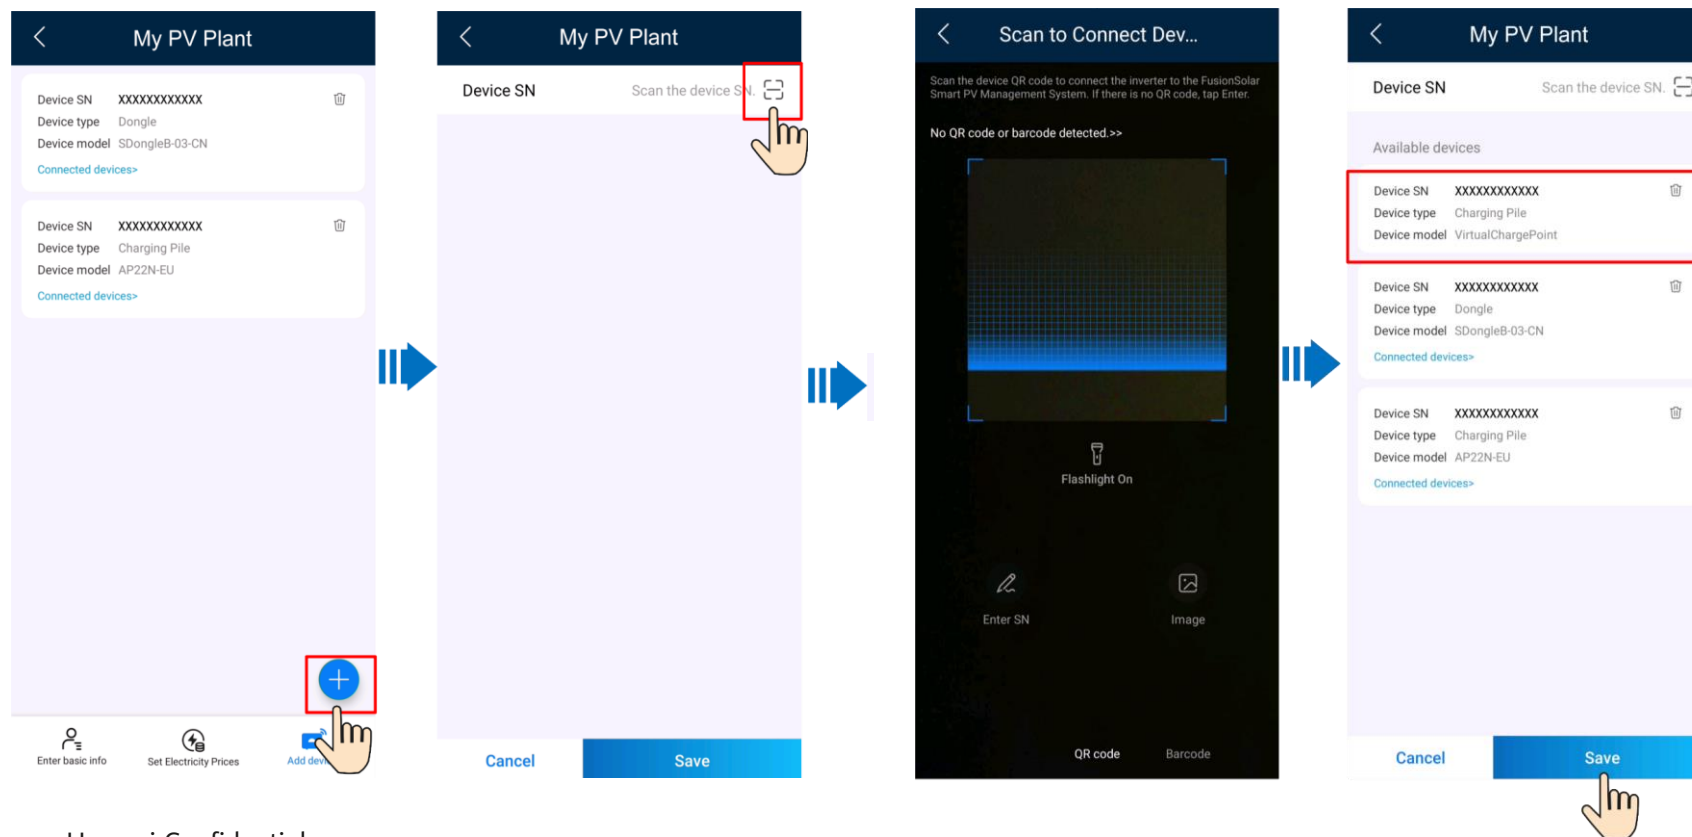 My PV Plant
Device SN XXXXXXXXXXXX
Device type Dongle
Device model SDongleB-03-CN
Connected devices>
Device SN XXXXXXXXXXXX
Device type Charging Pile
Device model AP22N-EU
Connected devices>
Enter basic info
Set Electricity Prices
Add
My PV Plant
Device SN Scan the device SN.
Cancel
Save
Scan to Connect Dev...
Scan the device QR code to connect the inverter to the FusionSolar
Smart PV Management System. If there is no QR code, tap Enter.
No QR code or barcode detected.>>
Flashlight On
Enter SN
Image
QR code
Barcode
My PV Plant
Device SN Scan the device SN.
Available devices
Device SN XXXXXXXXXXXX
Device type Charging Pile
Device model VirtualChargePoint
Device SN XXXXXXXXXXXX
Device type Dongle
Device model SDongleB-03-CN
Connected devices>
Device SN XXXXXXXXXXXX
Device type Charging Pile
Device model AP22N-EU
Connected devices>
Cancel
Save